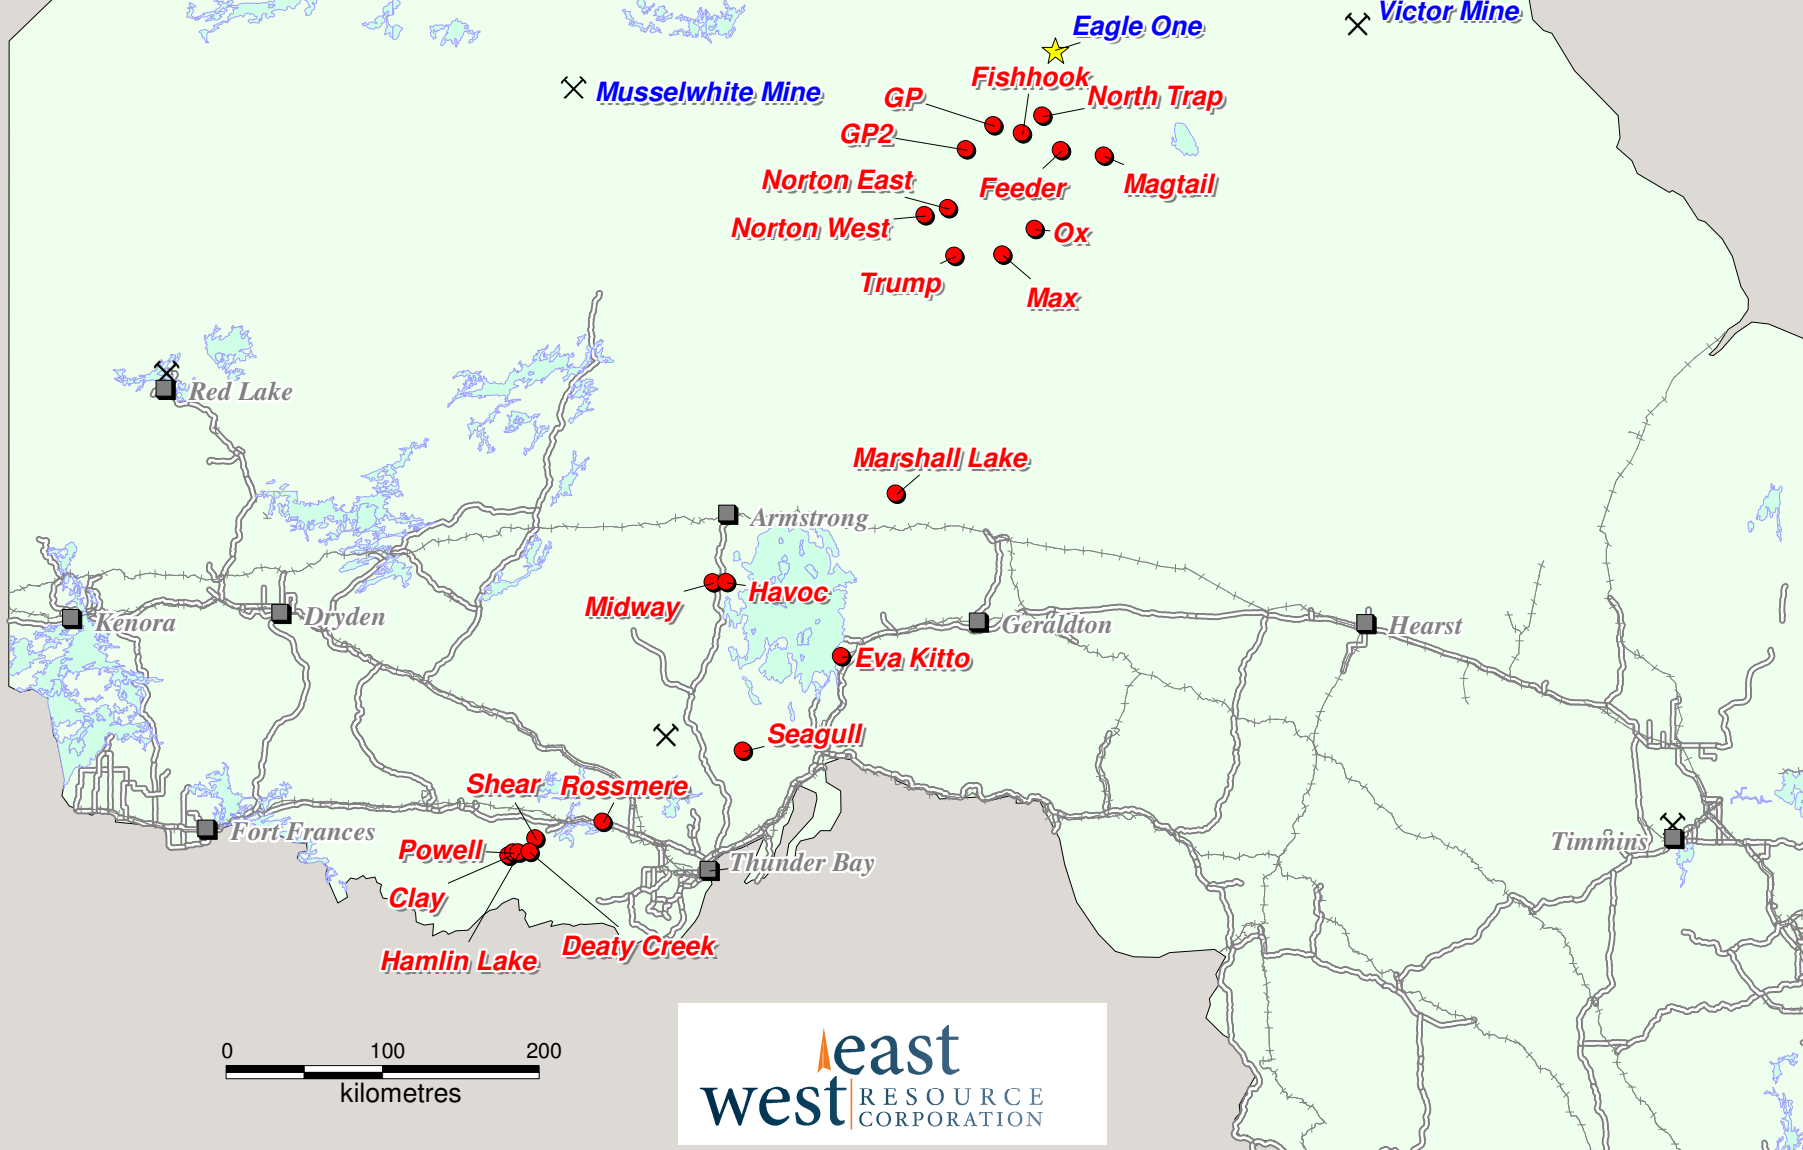 Victor Mine
Eagle One
Fishhook
Musselwhite Mine
GP
North Trap
GP2
Norton East
Feeder
Magtail
Norton West
Ox
Trump
Max
Red Lake
Marshall Lake
Armstrong
Midway
Havoc
Kenora
Dryden
Geraldton
Hearst
Eva Kitto
Seagull
Shear
Rossmere
Fort Frances
Powell
Timmins
Thunder Bay
Clay
Hamlin Lake
Deaty Creek
0 100 200
kilometres
east
west RESOURCE
CORPORATION